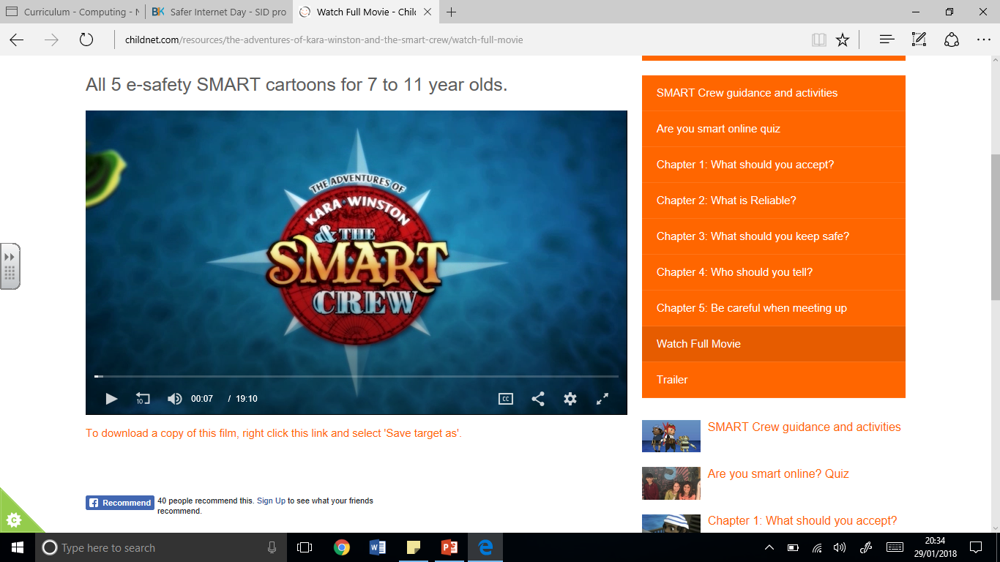 Curriculum - Computing - N
BK Safer Internet Day - SID pro
Watch Full Movie - Chilc
childnet.com/resources/the-adventures-of-kara-winston-and-the-smart-crew/watch-full-movie
All 5 e-safety SMART cartoons for 7 to 11 year olds.
THE ADVENTURES OF
KARA WINSTON
& THE
SMART
CREW
10
00:07 / 19:10
CC
To download a copy of this film, right click this link and select 'Save target as'.
Recommend
40 people recommend this. Sign Up to see what your friends
recommend.
SMART Crew guidance and activities
Are you smart online quiz
Chapter 1: What should you accept?
Chapter 2: What is Reliable?
Chapter 3: What should you keep safe?
Chapter 4: Who should you tell?
Chapter 5: Be careful when meeting up
Watch Full Movie
Trailer
SMART Crew guidance and activities
Are you smart online? Quiz
Chapter 1: What should you accept?
C
Type here to search
20:34
29/01/2018